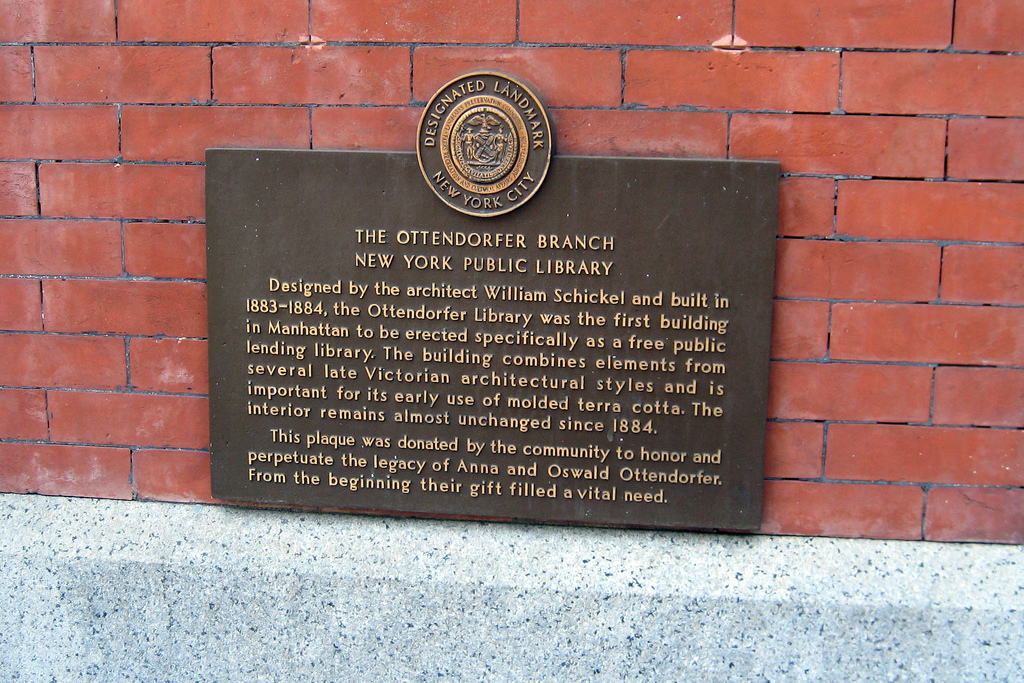 DESIGNATED LANDMARK
NEW YORK CITY
THE OTTENDORFER BRANCH
NEW YORK PUBLIC LIBRARY
Designed by the architect William Schickel and built in
1883-1884, the Ottendorfer Library was the first building
in Manhattan to be erected specifically as a free public
lending library. The building combines elements from
several late Victorian architectural styles and is
important for its early use of molded terra cotta. The
interior remains almost unchanged since 1884.
This plaque was donated by the community to honor and
perpetuate the legacy of Anna and Oswald Ottendorfer.
From the beginning their gift filled a vital need.